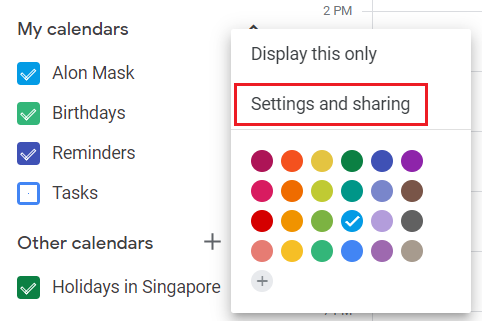 2 PM
My calendars
Display this only
Alon Mask
Settings and sharing
Birthdays
Reminders
Tasks
Other calendars +
Holidays in Singapore